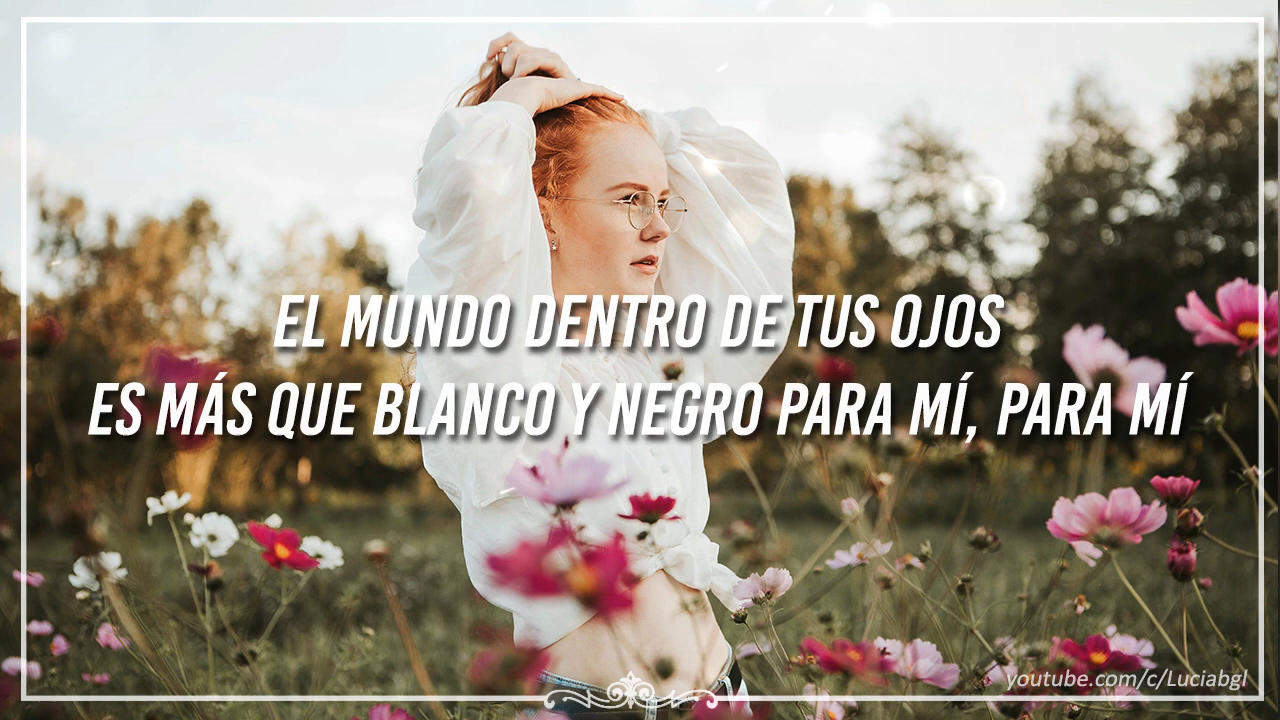 EL MUNDO DENTRO DE TUS OJOS
ES MÁS QUE BLANCO Y NEGRO PARA MÍ, PARA MÍ
youtube.com/c/Luciabgl